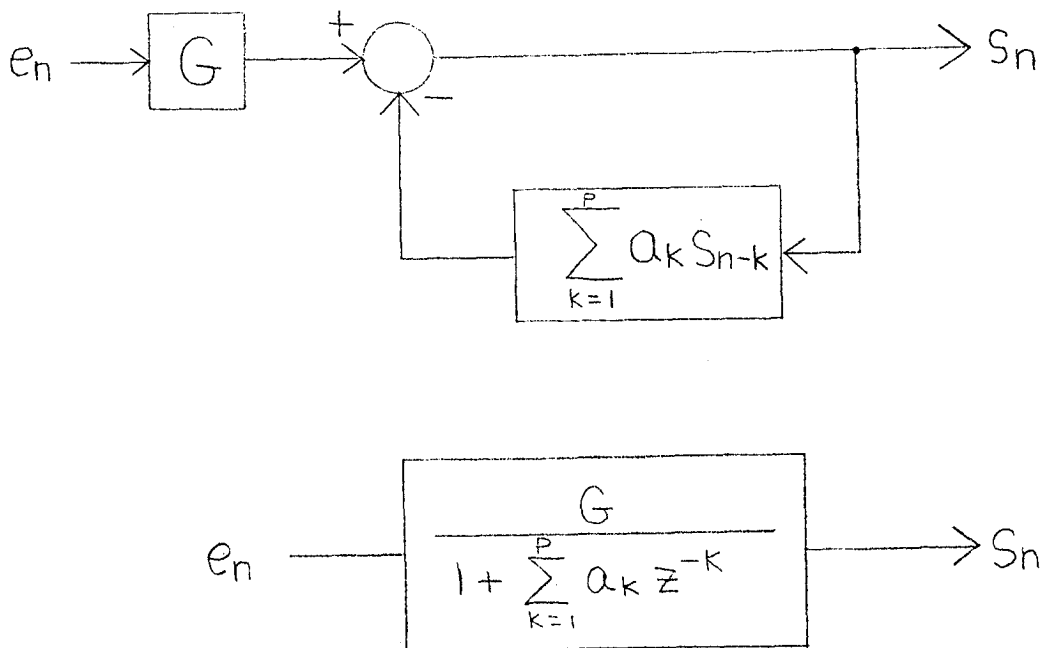 +
eₙ G Sₙ
−
P
∑ aₖ Sₙ₋ₖ
k=1
G
eₙ 1 + ∑ aₖ z⁻ᵏ Sₙ
P
k=1